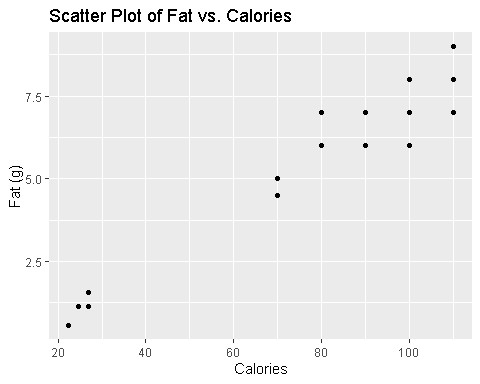 Scatter Plot of Fat vs. Calories
7.5
5.0
2.5
Fat (g)
20 40 60 80 100
Calories